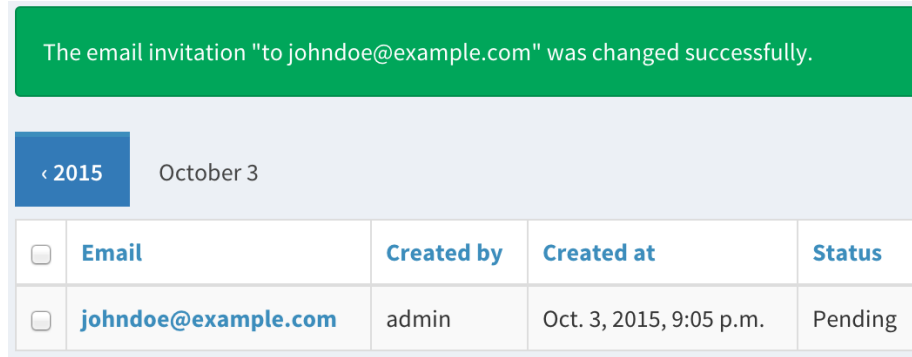 The email invitation "to johndoe@example.com" was changed successfully.
‹ 2015 October 3
Email Created by Created at Status
johndoe@example.com admin Oct. 3, 2015, 9:05 p.m. Pending